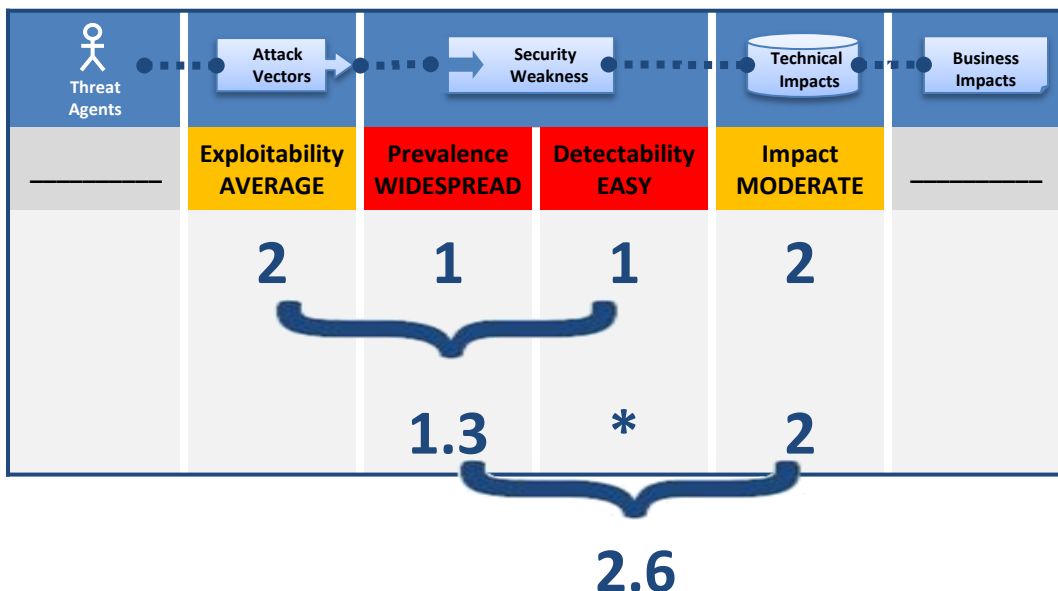 Threat
Agents
Attack
Vectors
Security
Weakness
Technical
Impacts
Business
Impacts
__________
Exploitability
AVERAGE
Prevalence
WIDESPREAD
Detectability
EASY
Impact
MODERATE
__________
2 1 1 2
1.3 * 2
2.6